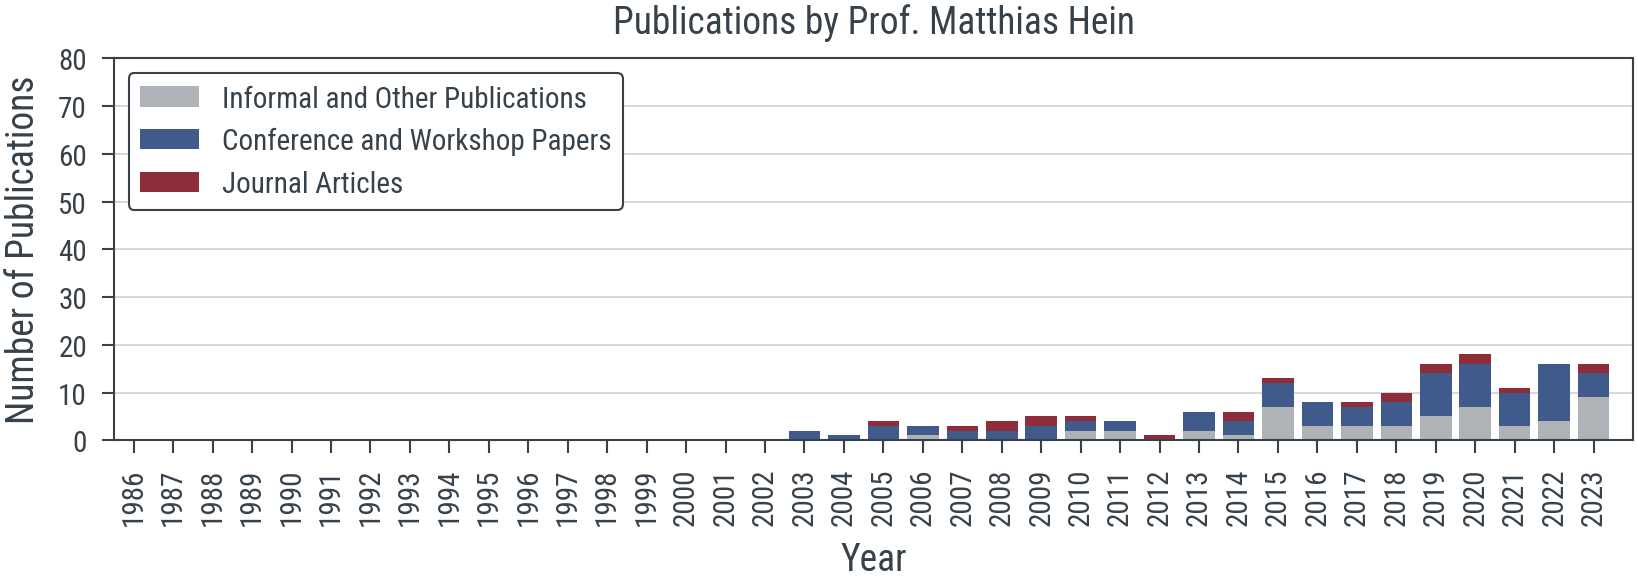 Publications by Prof. Matthias Hein
Number of Publications
80
70
60
50
40
30
20
10
0
Informal and Other Publications
Conference and Workshop Papers
Journal Articles
1986 1987 1988 1989 1990 1991 1992 1993 1994 1995 1996 1997 1998 1999 2000 2001 2002 2003 2004 2005 2006 2007 2008 2009 2010 2011 2012 2013 2014 2015 2016 2017 2018 2019 2020 2021 2022 2023
Year